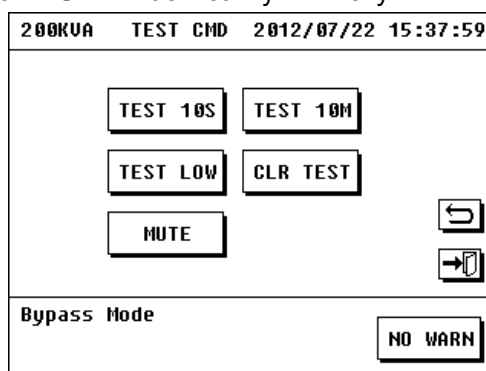 200KVA TEST CMD 2012/07/22 15:37:59
TEST 10S TEST 10M
TEST LOW CLR TEST
MUTE
Bypass Mode
NO WARN